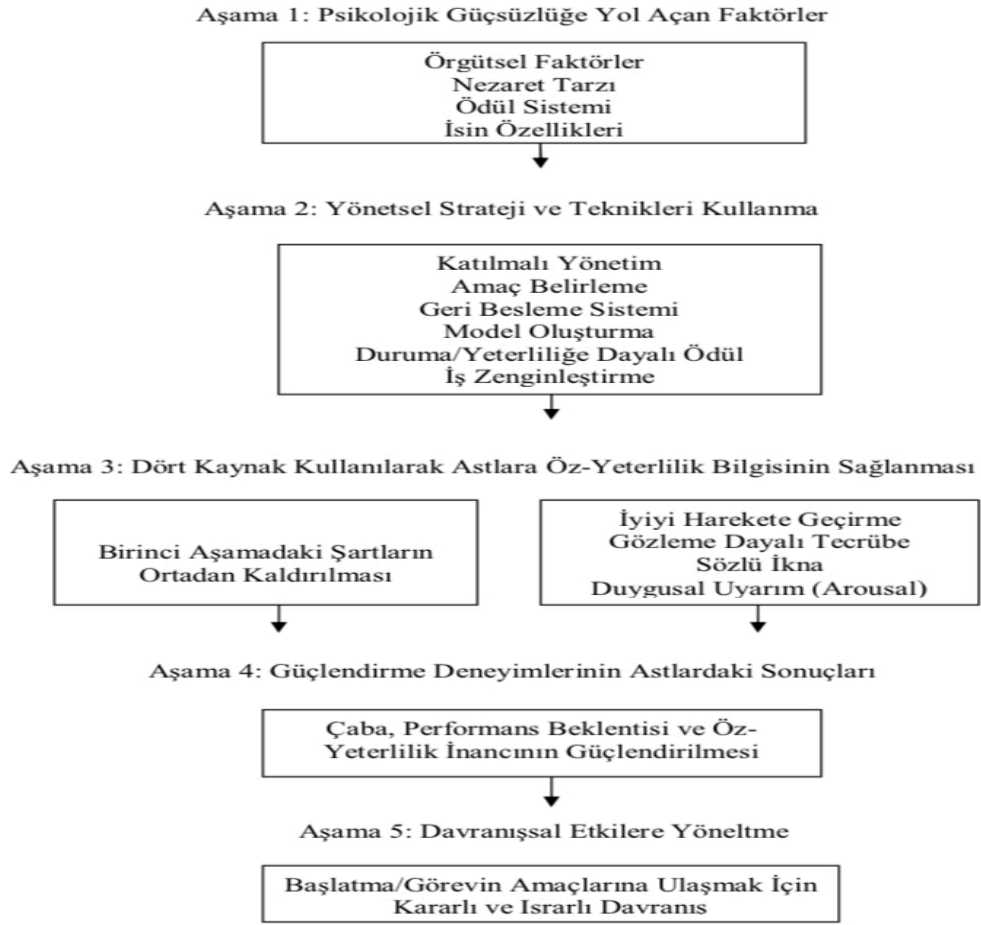 Aşama 1: Psikolojik Güçsüzlüğe Yol Açan Faktörler
Örgütsel Faktörler
Nezaret Tarzı
Ödül Sistemi
İsin Özellikleri
Aşama 2: Yönetsel Strateji ve Teknikleri Kullanma
Katılmalı Yönetim
Amaç Belirleme
Geri Besleme Sistemi
Model Oluşturma
Duruma/Yeterliliğe Dayalı Ödül
İş Zenginleştirme
Aşama 3: Dört Kaynak Kullanılarak Astlara Öz-Yeterlilik Bilgisinin Sağlanması
Birinci Aşamadaki Şartların
Ortadan Kaldırılması
İyiyi Harekete Geçirme
Gözleme Dayalı Tecrübe
Sözlü İkna
Duygusal Uyarım (Arousal)
Aşama 4: Güçlendirme Deneyimlerinin Astlardaki Sonuçları
Çaba, Performans Beklentisi ve Öz-
Yeterlilik İnancının Güçlendirilmesi
Aşama 5: Davranışsal Etkilere Yöneltme
Başlatma/Görevin Amaçlarına Ulaşmak İçin
Kararlı ve Israrlı Davranıs